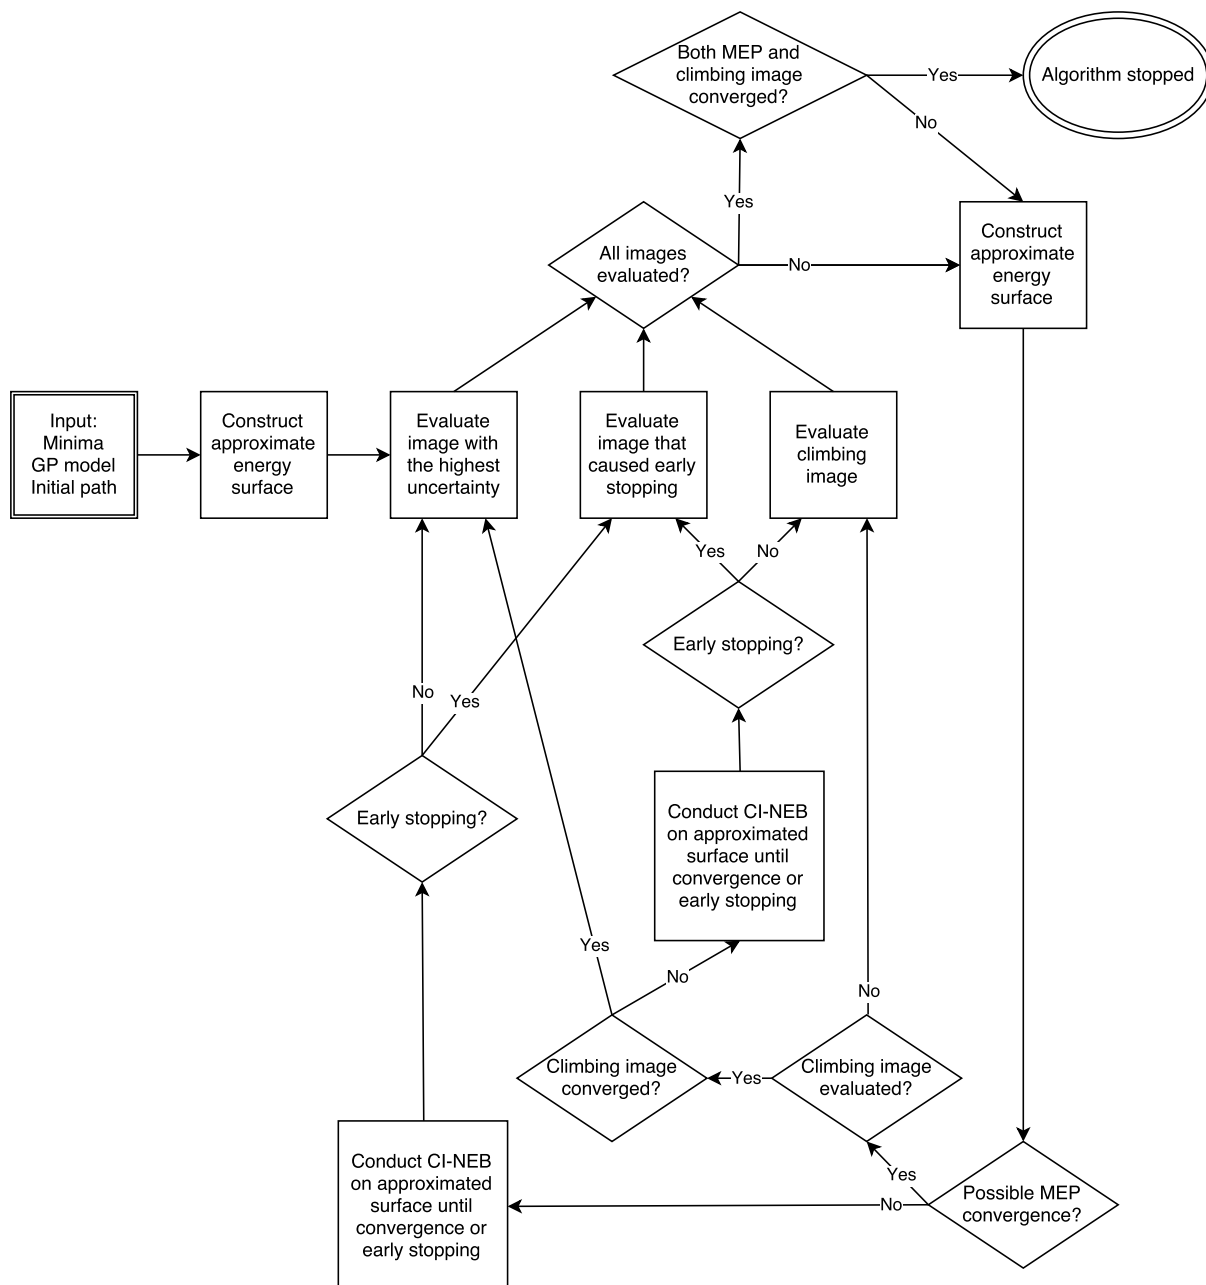 Both MEP and
climbing image
converged?
Yes
Algorithm stopped
No
Yes
All images
evaluated?
No
Construct
approximate
energy
surface
Input:
Minima
GP model
Initial path
Construct
approximate
energy
surface
Evaluate
image with
the highest
uncertainty
Evaluate
image that
caused early
stopping
Evaluate
climbing
image
Yes
No
Early stopping?
No
Yes
Early stopping?
Conduct CI-NEB
on approximated
surface until
convergence or
early stopping
Yes
No
No
Climbing image
converged?
Yes
Climbing image
evaluated?
Yes
Conduct CI-NEB
on approximated
surface until
convergence or
early stopping
No
Possible MEP
convergence?